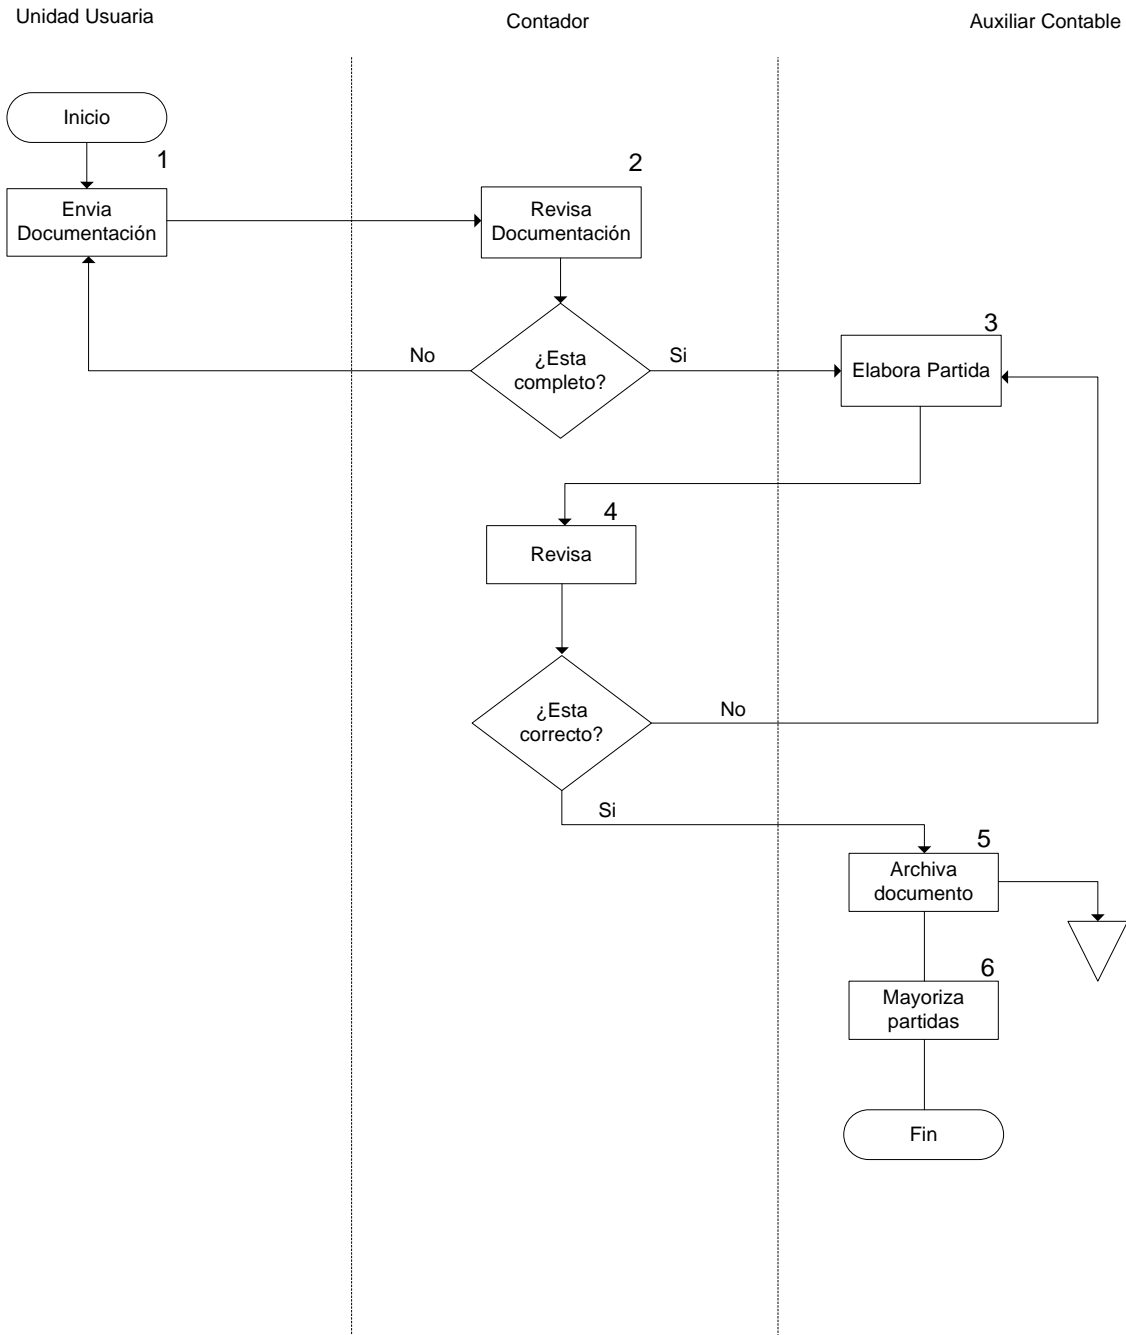 Unidad Usuaria
Contador
Auxiliar Contable
Inicio
1
Envia
Documentación
2
Revisa
Documentación
¿Esta
completo?
No
Si
3
Elabora Partida
4
Revisa
¿Esta
correcto?
No
Si
5
Archiva
documento
6
Mayoriza
partidas
Fin